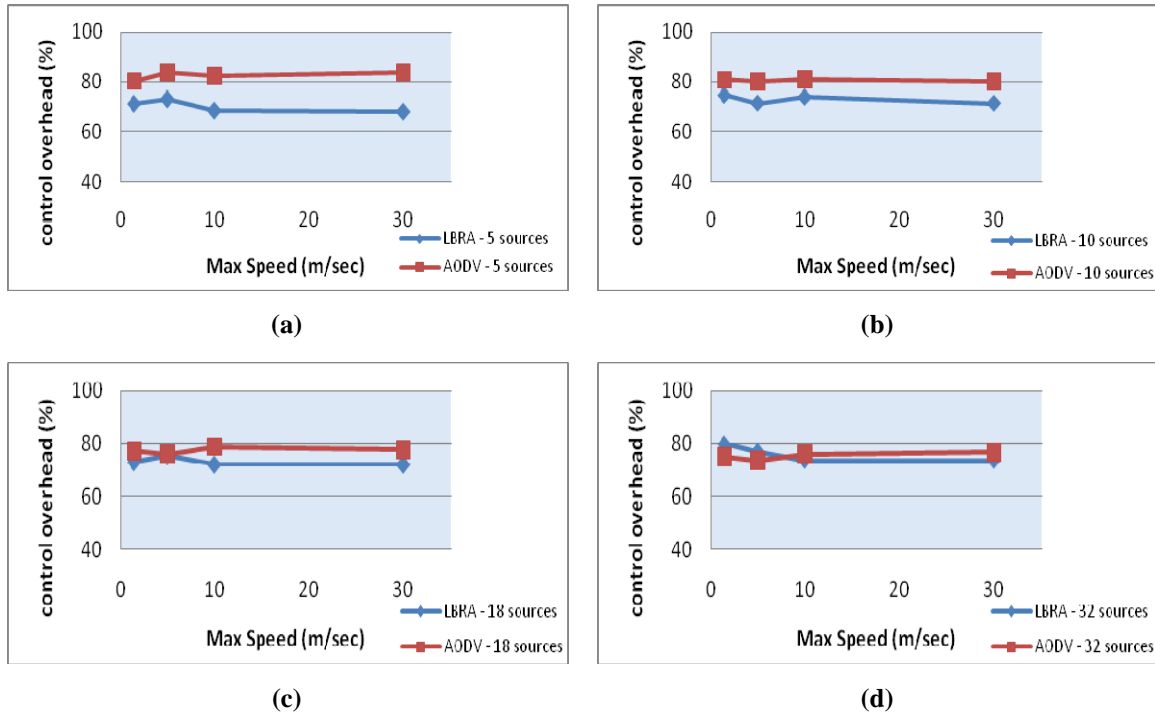 100
80
60
40
control overhead (%)
0 10 20 30
Max Speed (m/sec)
LBRA - 5 sources
AODV - 5 sources
(a)
100
80
60
40
control overhead (%)
0 10 20 30
Max Speed (m/sec)
LBRA - 10 sources
AODV - 10 sources
(b)
100
80
60
40
control overhead (%)
0 10 20 30
Max Speed (m/sec)
LBRA - 18 sources
AODV - 18 sources
(c)
100
80
60
40
control overhead (%)
0 10 20 30
Max Speed (m/sec)
LBRA - 32 sources
AODV - 32 sources
(d)